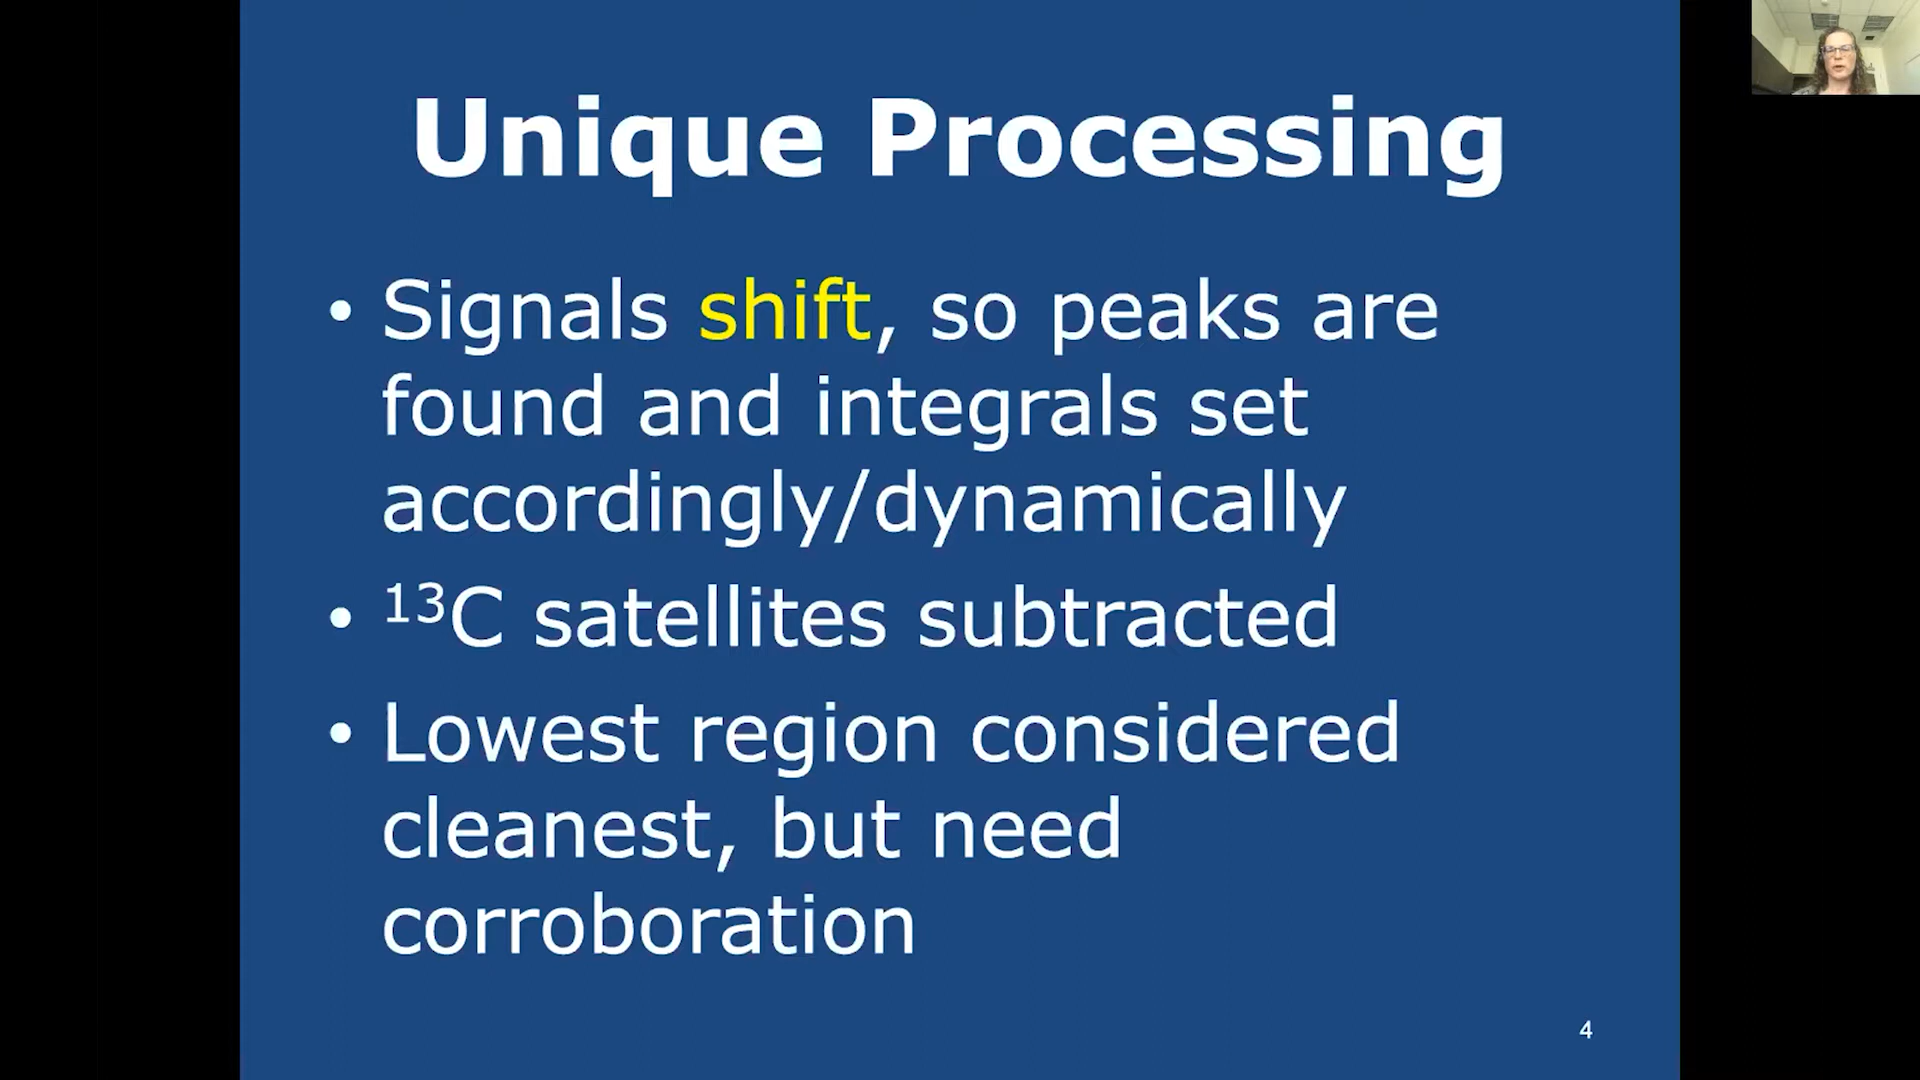 Unique Processing
• Signals shift, so peaks are
found and integrals set
accordingly/dynamically
• ¹³C satellites subtracted
• Lowest region considered
cleanest, but need
corroboration
4